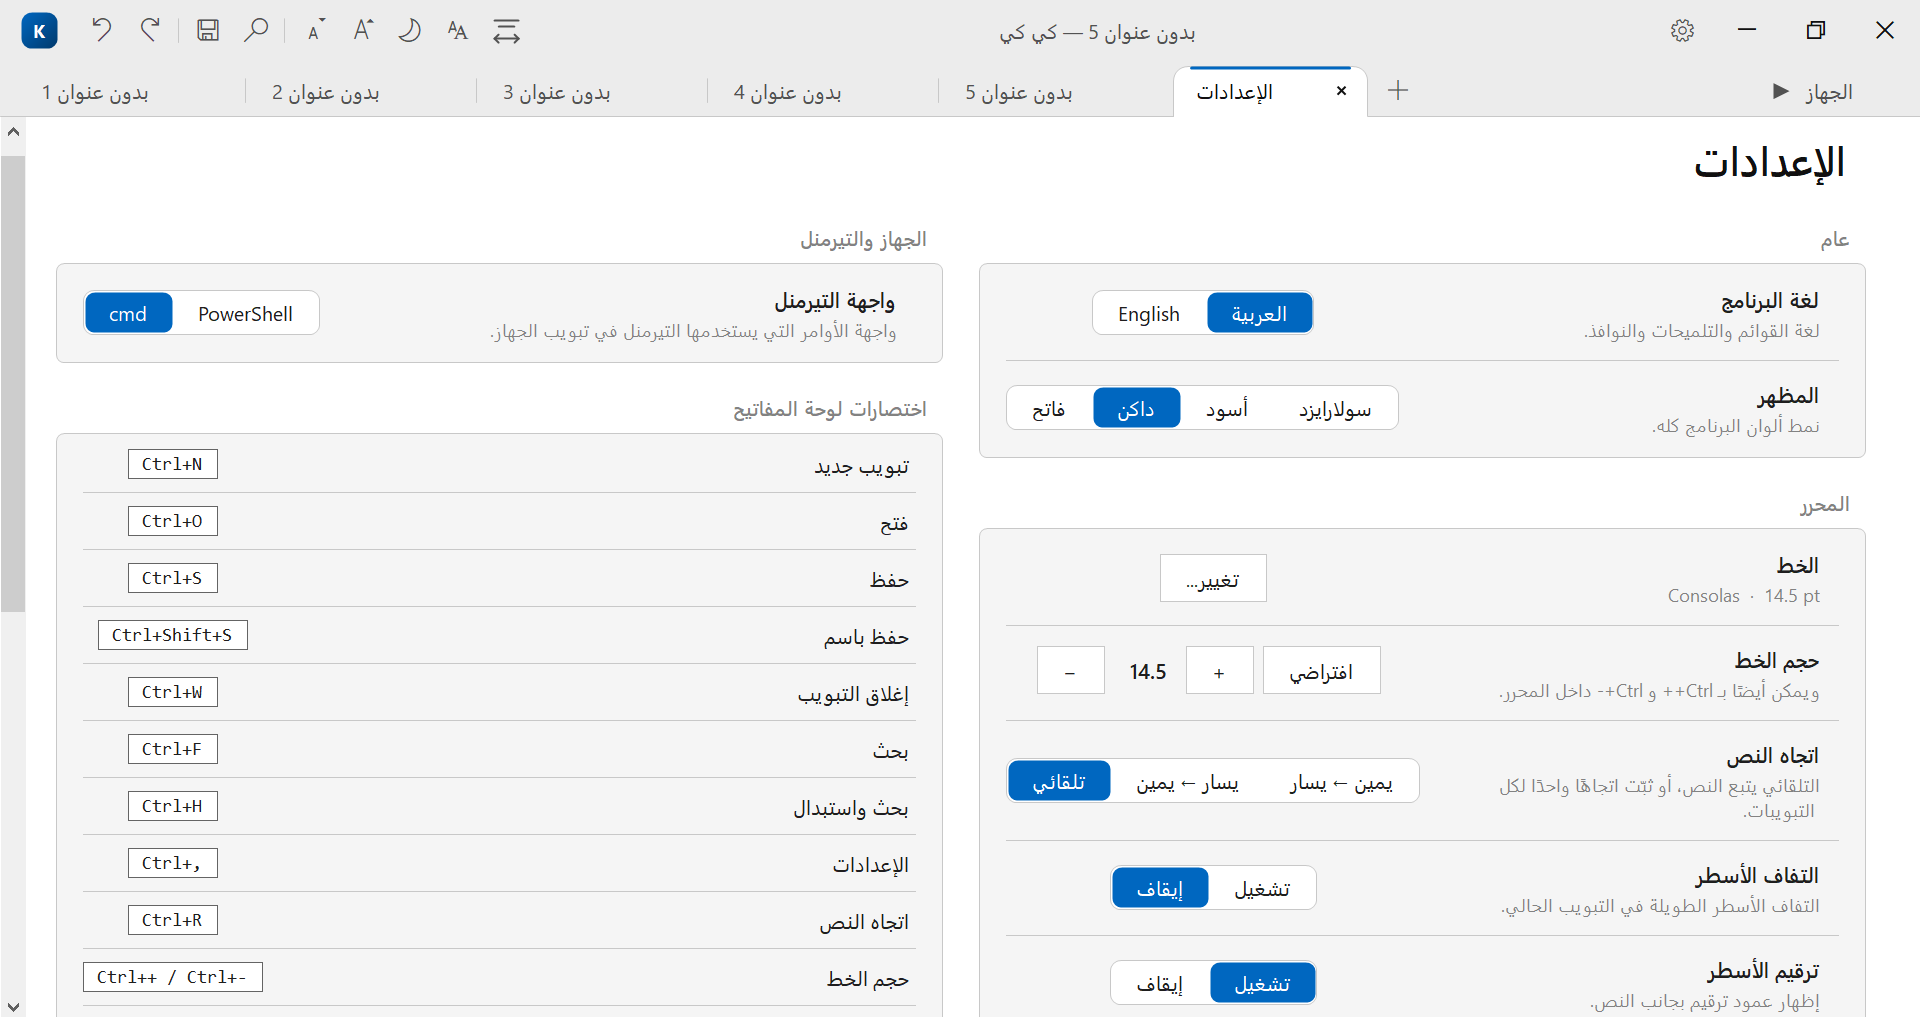 K
بدون عنوان 5 — كي كي
بدون عنوان 1
بدون عنوان 2
بدون عنوان 3
بدون عنوان 4
بدون عنوان 5
الإعدادات
الجهاز
الإعدادات
عام
لغة البرنامج
لغة القوائم والتلميحات والنوافذ.
العربية
English
المظهر
نمط ألوان البرنامج كله.
سولارايزد
أسود
داكن
فاتح
المحرر
الخط
Consolas · 14.5 pt
تغيير...
حجم الخط
ويمكن أيضًا بـ Ctrl++ و Ctrl+- داخل المحرر.
افتراضي
+
14.5
–
اتجاه النص
التلقائي يتبع النص، أو ثبّت اتجاهًا واحدًا لكل
التبويبات.
يمين ← يسار
يسار ← يمين
تلقائي
التفاف الأسطر
التفاف الأسطر الطويلة في التبويب الحالي.
تشغيل
إيقاف
ترقيم الأسطر
إظهار عمود ترقيم بجانب النص.
تشغيل
إيقاف
الجهاز والتيرمنل
واجهة التيرمنل
واجهة الأوامر التي يستخدمها التيرمنل في تبويب الجهاز.
PowerShell
cmd
اختصارات لوحة المفاتيح
تبويب جديد Ctrl+N
فتح Ctrl+O
حفظ Ctrl+S
حفظ باسم Ctrl+Shift+S
إغلاق التبويب Ctrl+W
بحث Ctrl+F
بحث واستبدال Ctrl+H
الإعدادات Ctrl+,
اتجاه النص Ctrl+R
حجم الخط Ctrl++ / Ctrl+-